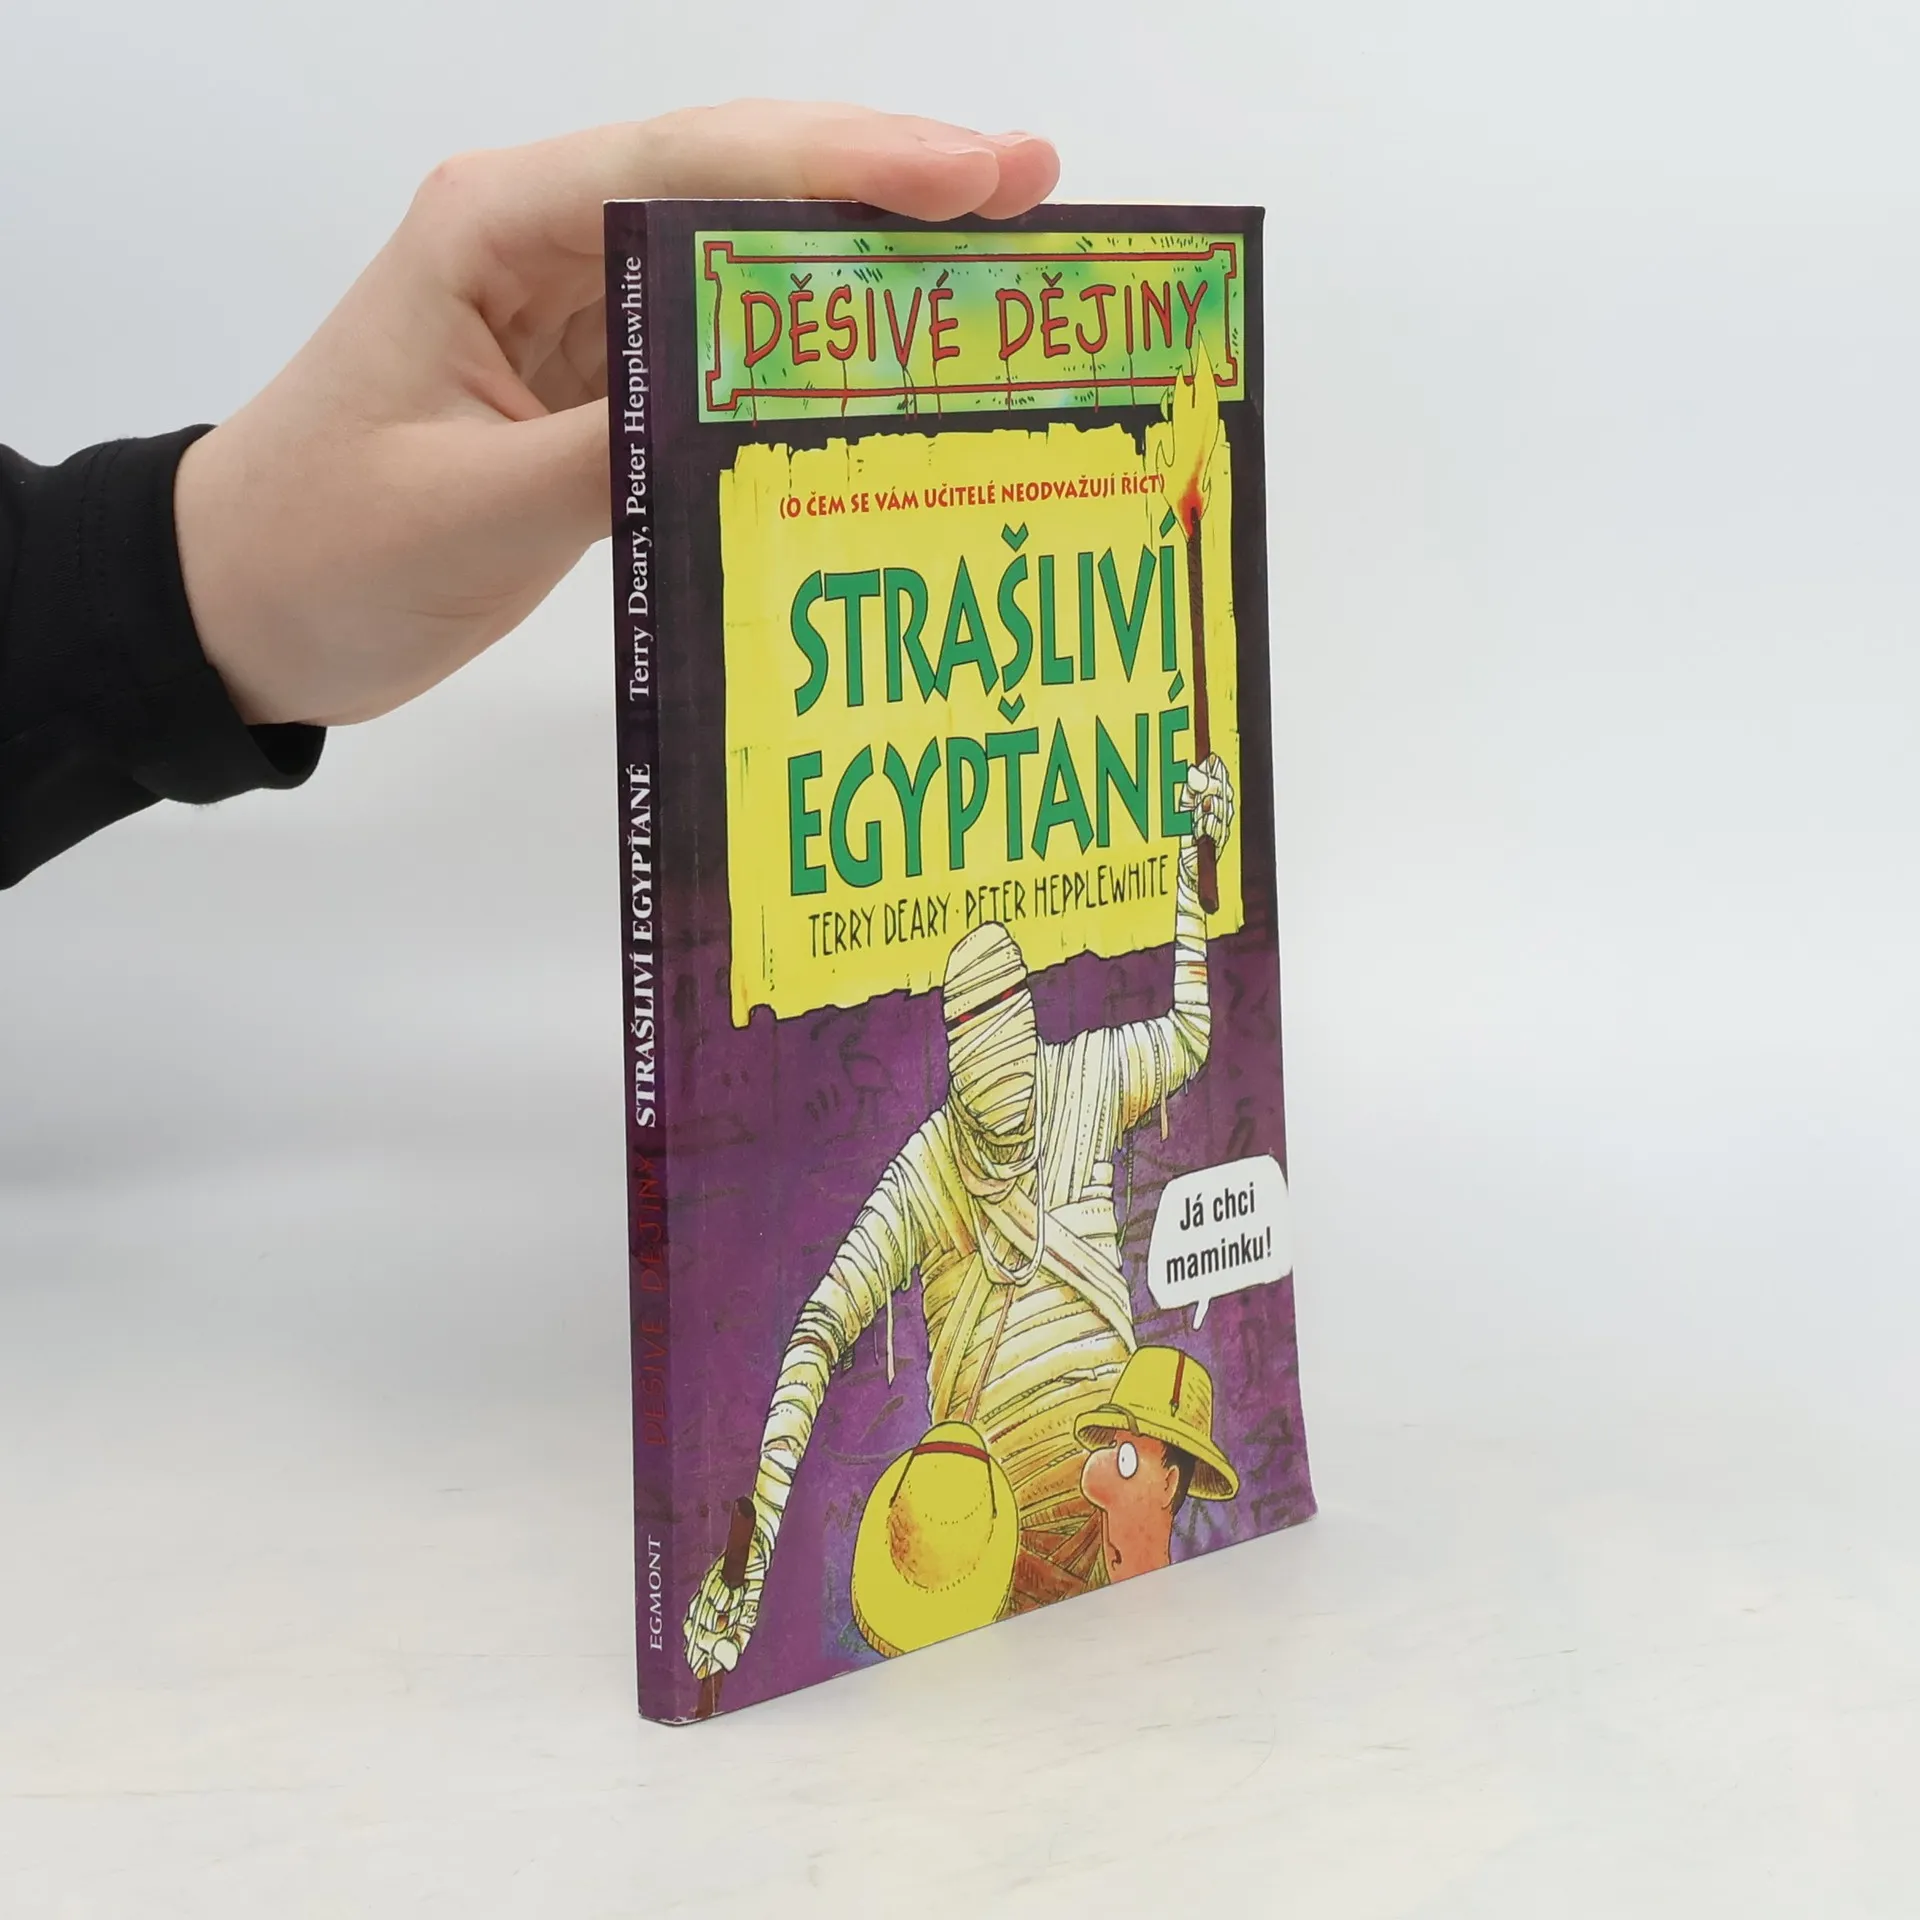 DĚSIVÉ DĚJINY
(O ČEM SE VÁM UČITELÉ NEODVAŽUJÍ ŘÍCT)
STRAŠLIVÍ
EGYPŤANÉ
TERRY DEARY · PETER HEPPLEWHITE
Já chci
maminku!
EGMONT DĚSIVÉ DĚJINY STRAŠLIVÍ EGYPŤANÉ Terry Deary, Peter Hepplewhite